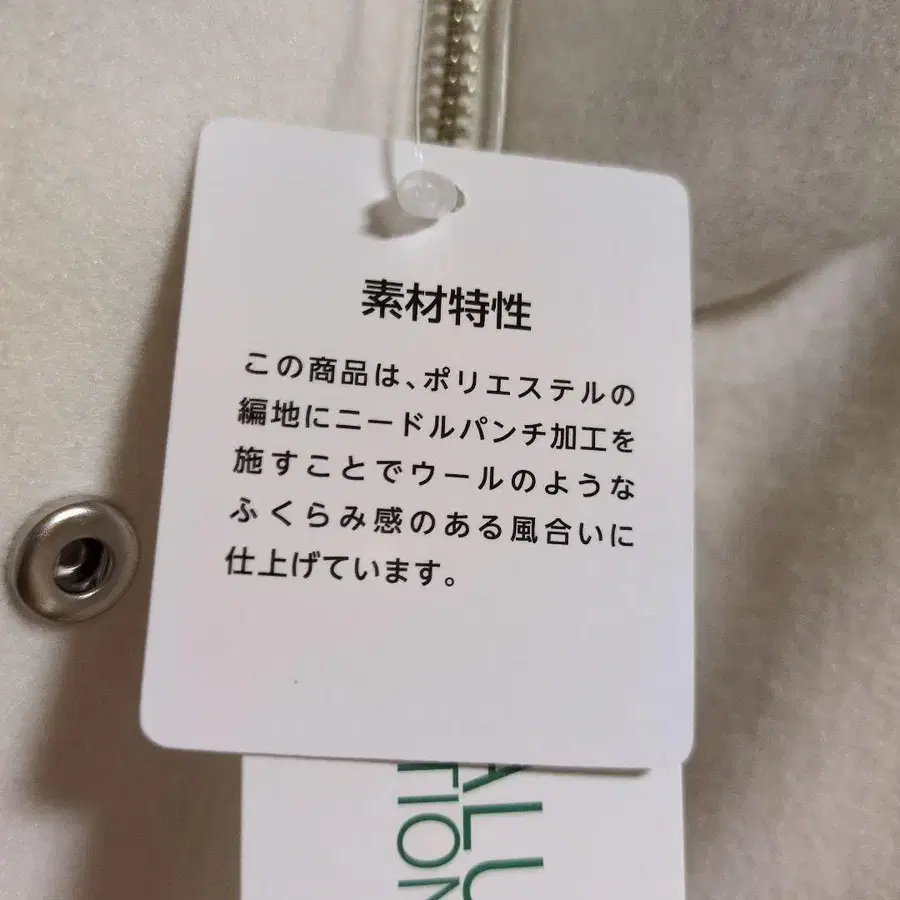 素材特性
この商品は、ポリエステルの
編地にニードルパンチ加工を
施すことでウールのような
ふくらみ感のある風合いに
仕上げています。